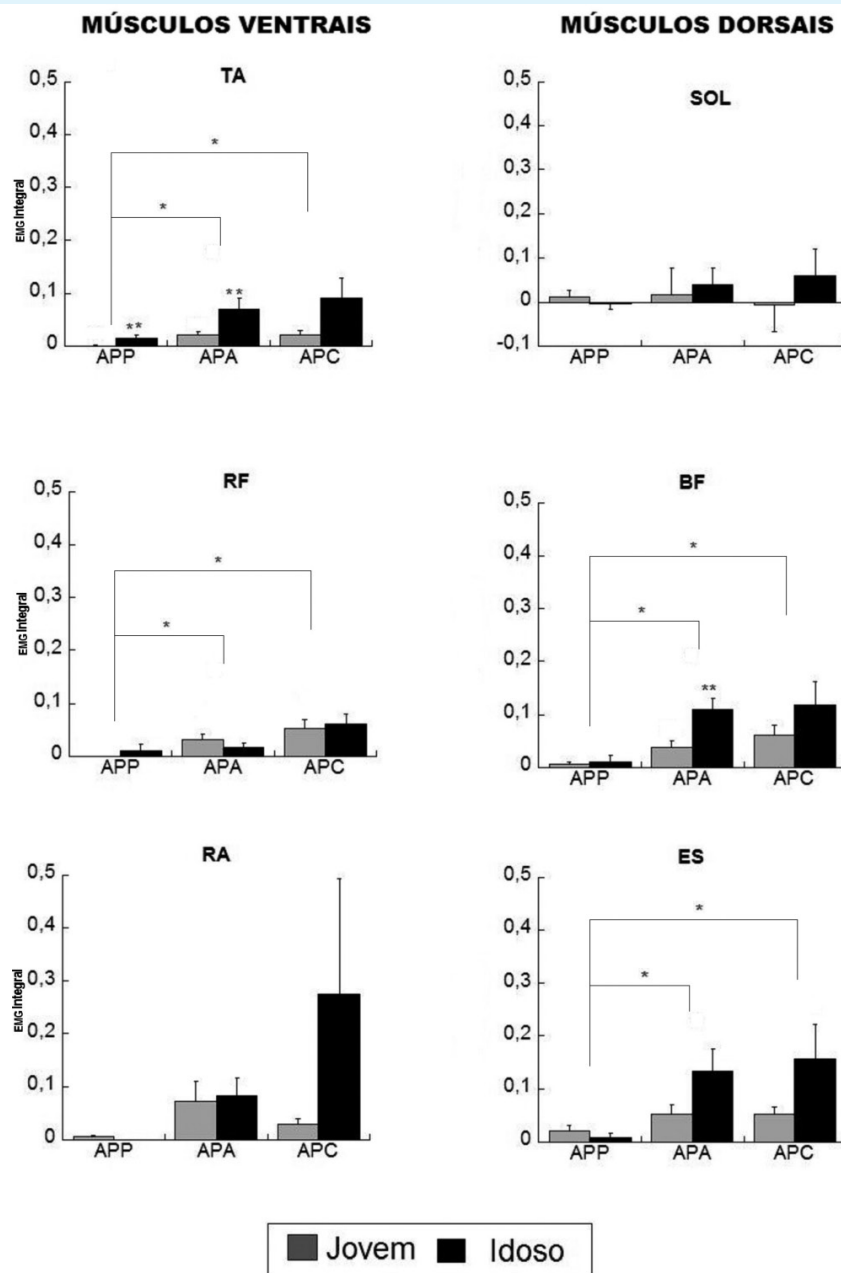 MÚSCULOS VENTRAIS
MÚSCULOS DORSAIS
TA
EMG Integral
0,5
0,4
0,3
0,2
0,1
0
*
*
**
**
APP
APA
APC
SOL
0,5
0,4
0,3
0,2
0,1
0
-0,1
APP
APA
APC
RF
EMG Integral
0,5
0,4
0,3
0,2
0,1
0
*
*
APP
APA
APC
BF
0,5
0,4
0,3
0,2
0,1
0
*
*
**
APP
APA
APC
RA
EMG Integral
0,5
0,4
0,3
0,2
0,1
0
APP
APA
APC
ES
0,5
0,4
0,3
0,2
0,1
0
*
*
APP
APA
APC
Jovem
Idoso